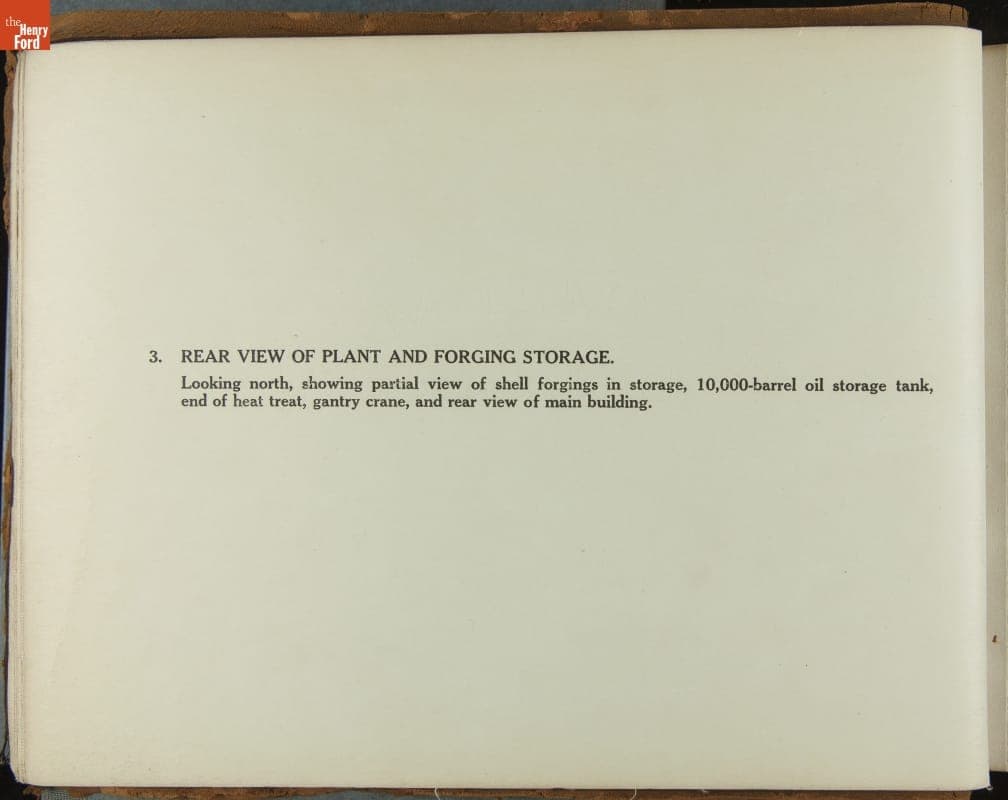 the
Henry
Ford
3. REAR VIEW OF PLANT AND FORGING STORAGE.
Looking north, showing partial view of shell forgings in storage, 10,000-barrel oil storage tank,
end of heat treat, gantry crane, and rear view of main building.